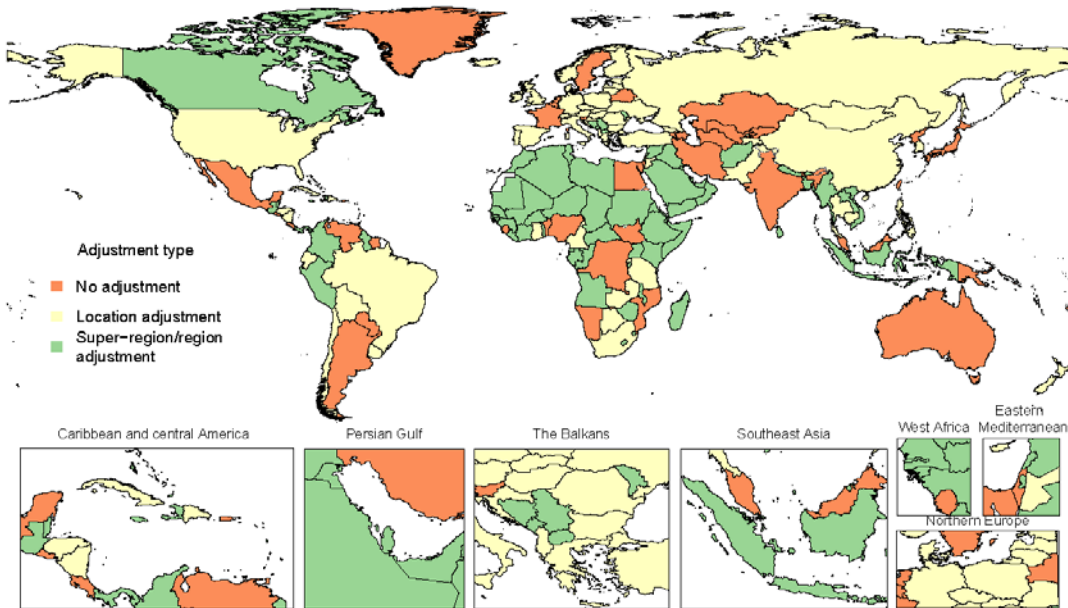 Adjustment type
No adjustment
Location adjustment
Super-region/region
adjustment
Caribbean and central America
Persian Gulf
The Balkans
Southeast Asia
West Africa
Eastern
Mediterranean
Northern Europe